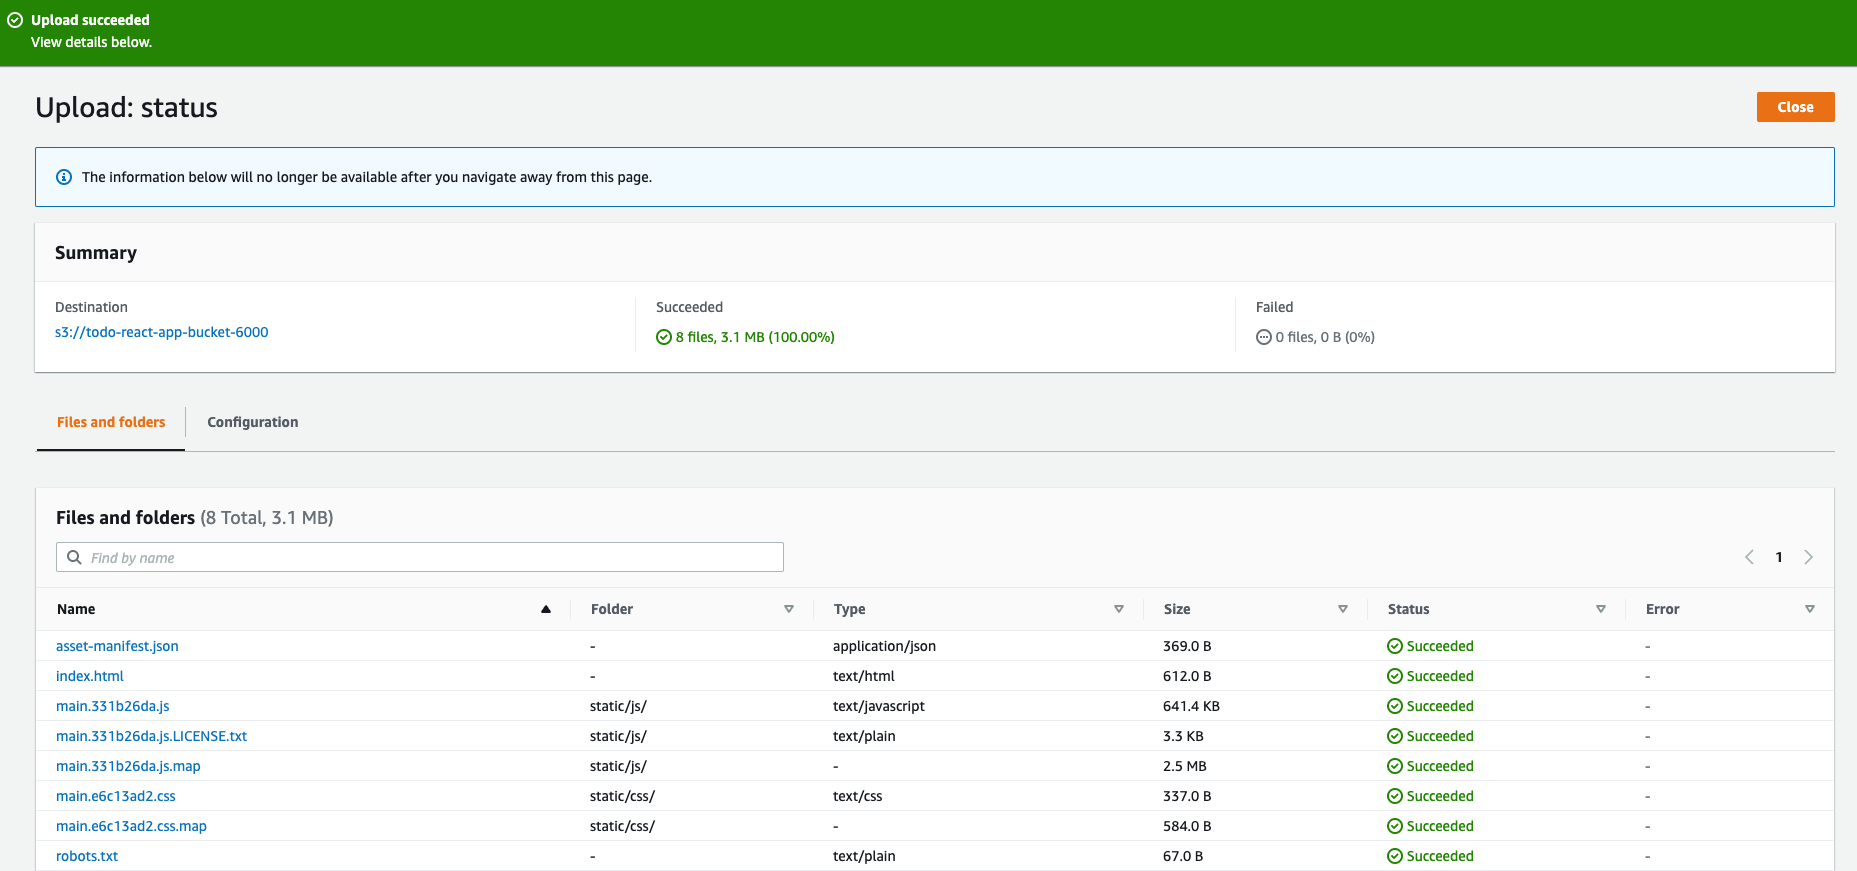 Upload succeeded
View details below.
Upload: status
Close
The information below will no longer be available after you navigate away from this page.
Summary
Destination
s3://todo-react-app-bucket-6000
Succeeded
8 files, 3.1 MB (100.00%)
Failed
0 files, 0 B (0%)
Files and folders
Configuration
Files and folders (8 Total, 3.1 MB)
Find by name
1
Name Folder Type Size Status Error
asset-manifest.json - application/json 369.0 B Succeeded -
index.html - text/html 612.0 B Succeeded -
main.331b26da.js static/js/ text/javascript 641.4 KB Succeeded -
main.331b26da.js.LICENSE.txt static/js/ text/plain 3.3 KB Succeeded -
main.331b26da.js.map static/js/ - 2.5 MB Succeeded -
main.e6c13ad2.css static/css/ text/css 337.0 B Succeeded -
main.e6c13ad2.css.map static/css/ - 584.0 B Succeeded -
robots.txt - text/plain 67.0 B Succeeded -